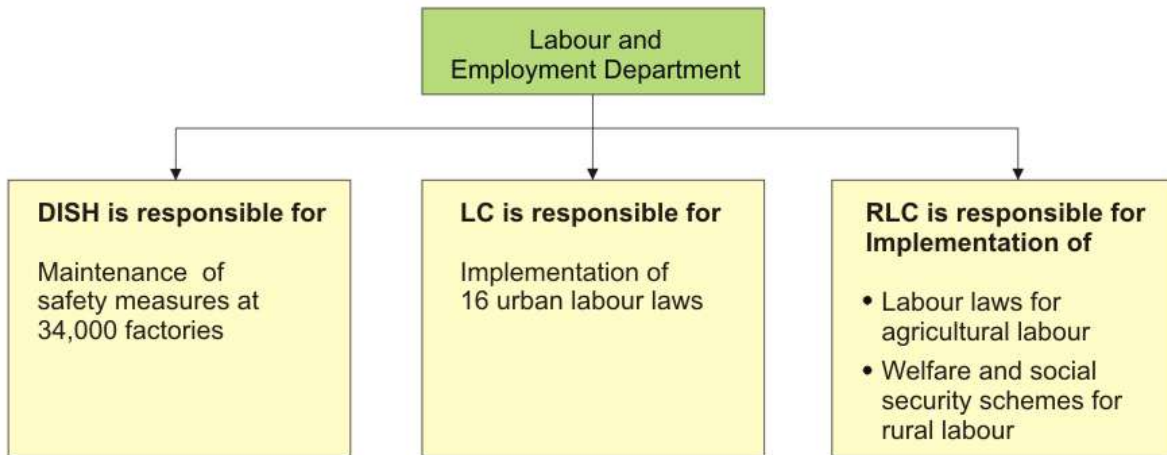 Labour and
Employment Department
DISH is responsible for
Maintenance of
safety measures at
34,000 factories
LC is responsible for
Implementation of
16 urban labour laws
RLC is responsible for
Implementation of
• Labour laws for
agricultural labour
• Welfare and social
security schemes for
rural labour